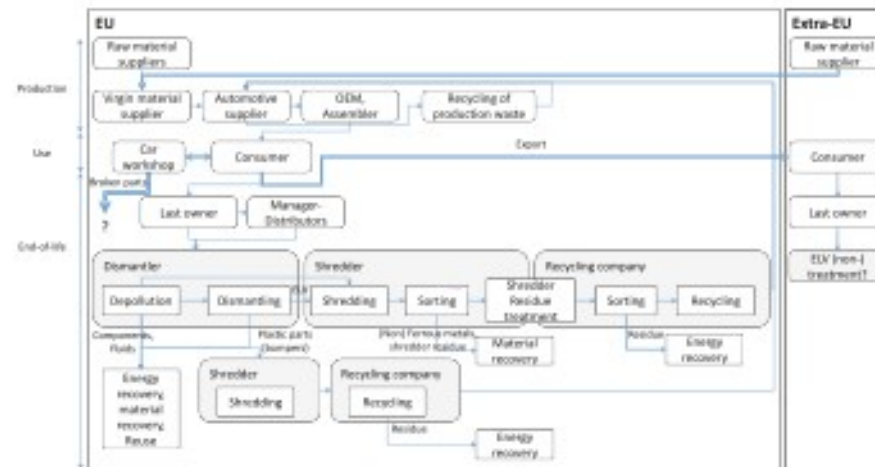 EU
Extra-EU
Raw material
suppliers
Raw material
supplier
Production
Virgin material
supplier
Automotive
supplier
OEM,
Assembler
Recycling of
production waste
Use
Car
workshop
Consumer
Export
Consumer
Broken parts
?
Last owner
Manager-
Distributors
Last owner
End-of-life
Dismantler
Shredder
Recycling company
ELV (non-)
treatment?
Depollution
Dismantling
Shredding
Sorting
Shredder
Residue
treatment
Sorting
Recycling
Components,
fluids
Plastic parts
(bumpers)
(Non) Ferrous metals,
shredder residue
Residue
Material
recovery
Energy
recovery
Shredder
Recycling company
Energy
recovery,
material
recovery,
Reuse
Shredding
Recycling
Residue
Energy
recovery